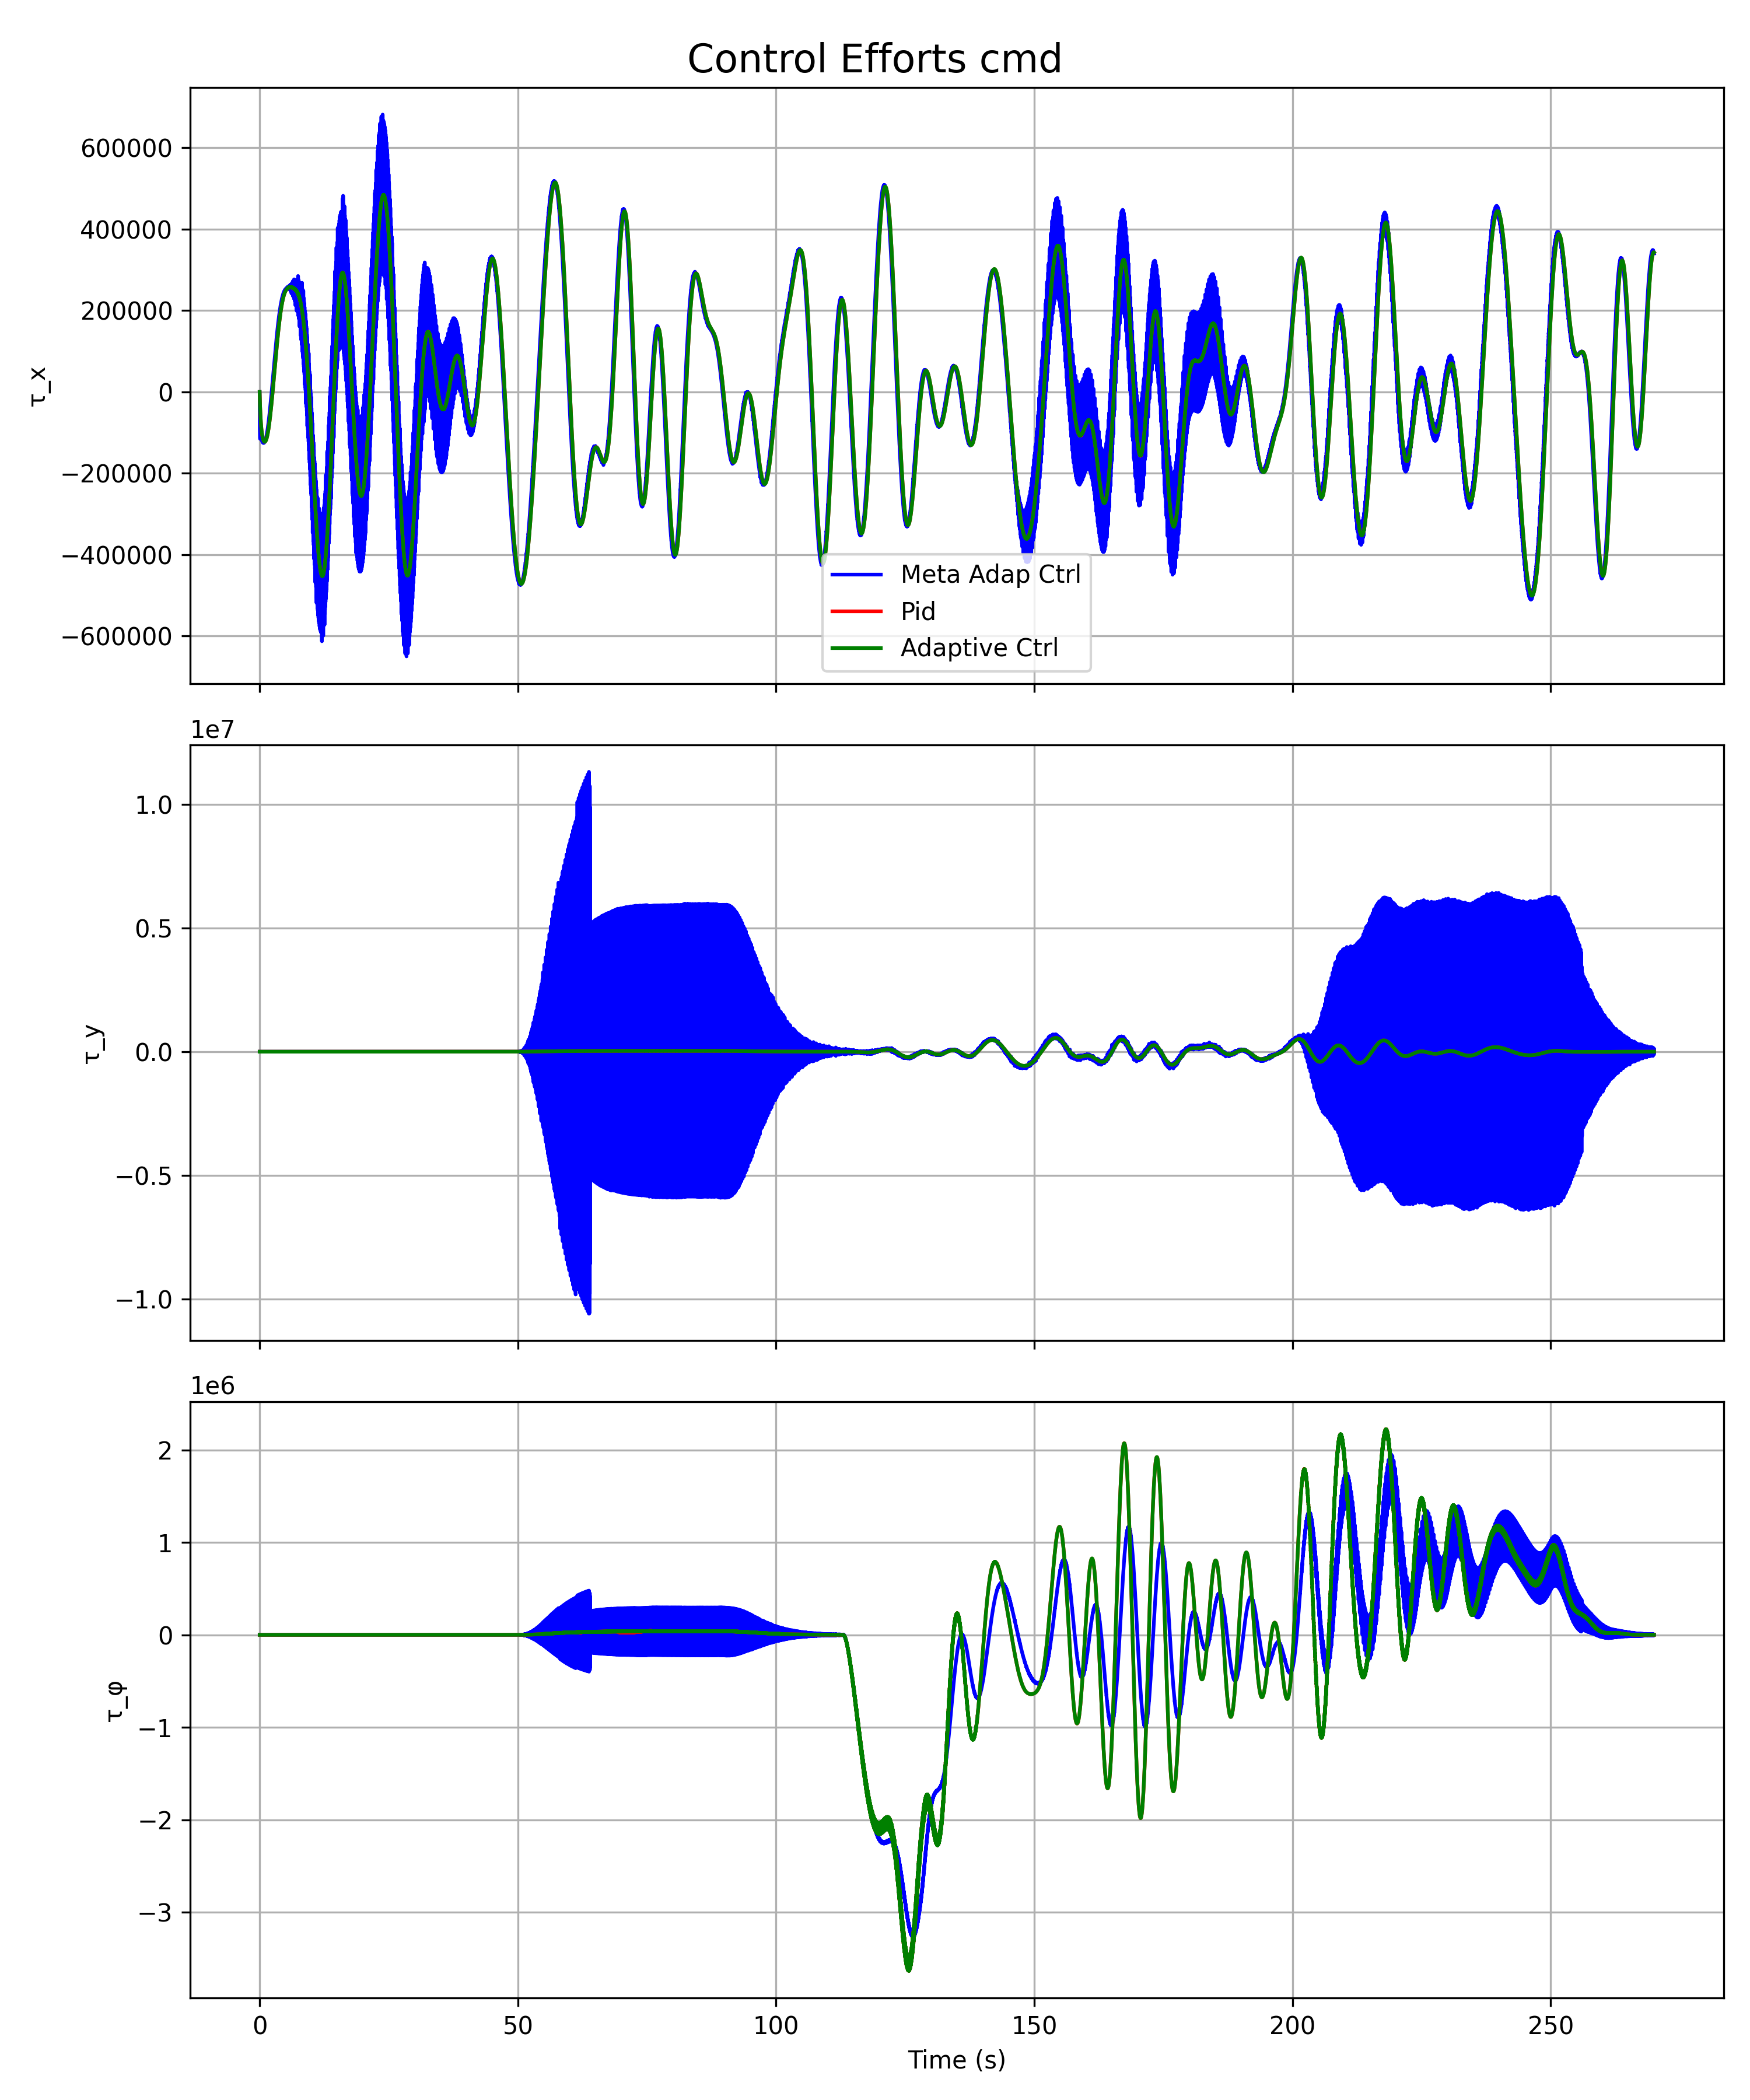 Control Efforts cmd
600000
400000
200000
0
−200000
−400000
−600000
τ_x
Meta Adap Ctrl
Pid
Adaptive Ctrl
1e7
1.0
0.5
0.0
−0.5
−1.0
τ_y
1e6
2
1
0
−1
−2
−3
τ_φ
0 50 100 150 200 250
Time (s)